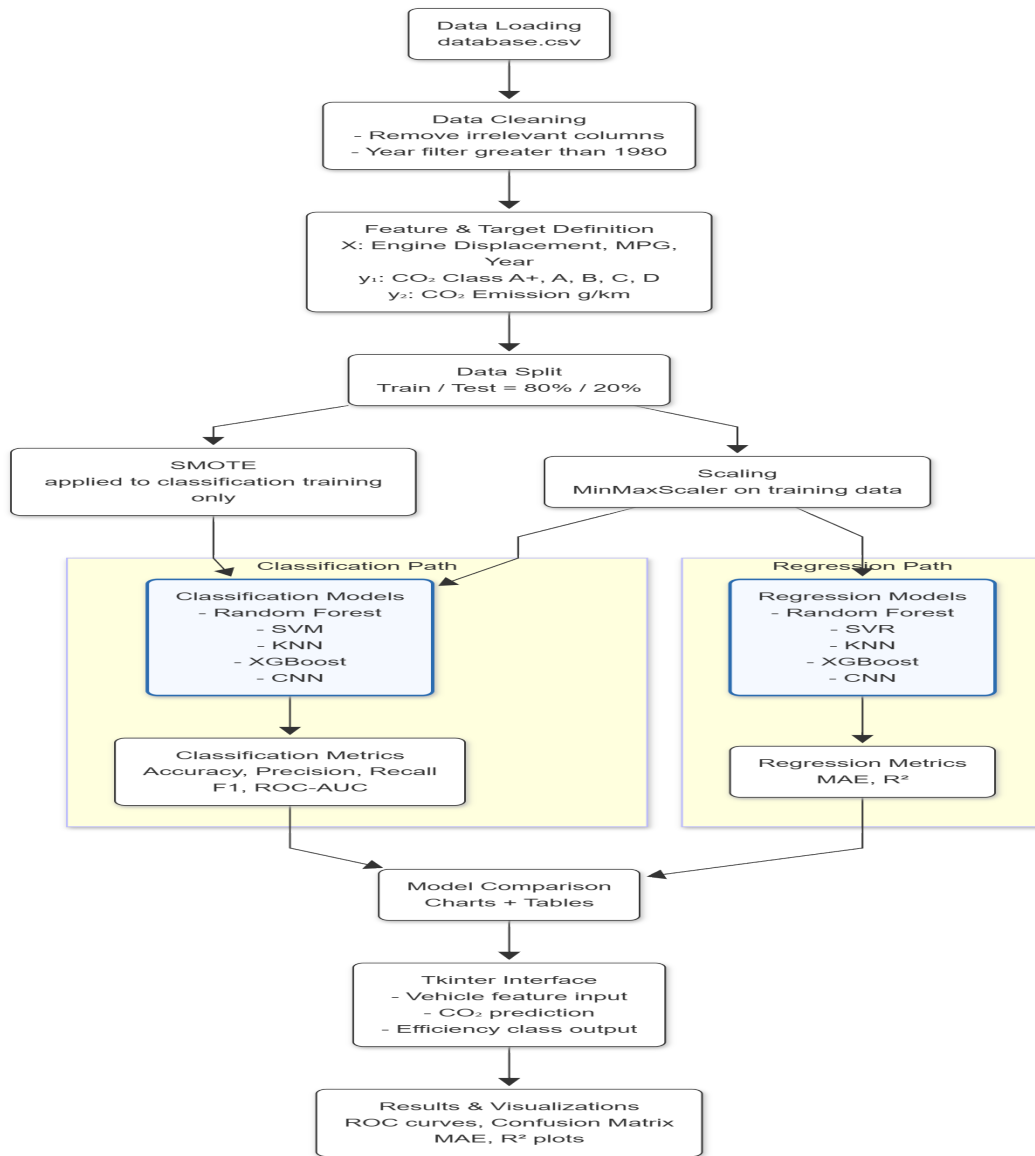 Data Loading
database.csv
Data Cleaning
- Remove irrelevant columns
- Year filter greater than 1980
Feature & Target Definition
X: Engine Displacement, MPG,
Year
y₁: CO₂ Class A+, A, B, C, D
y₂: CO₂ Emission g/km
Data Split
Train / Test = 80% / 20%
SMOTE
applied to classification training
only
Scaling
MinMaxScaler on training data
Classification Path
Classification Models
- Random Forest
- SVM
- KNN
- XGBoost
- CNN
Classification Metrics
Accuracy, Precision, Recall
F1, ROC-AUC
Regression Path
Regression Models
- Random Forest
- SVR
- KNN
- XGBoost
- CNN
Regression Metrics
MAE, R²
Model Comparison
Charts + Tables
Tkinter Interface
- Vehicle feature input
- CO₂ prediction
- Efficiency class output
Results & Visualizations
ROC curves, Confusion Matrix
MAE, R² plots